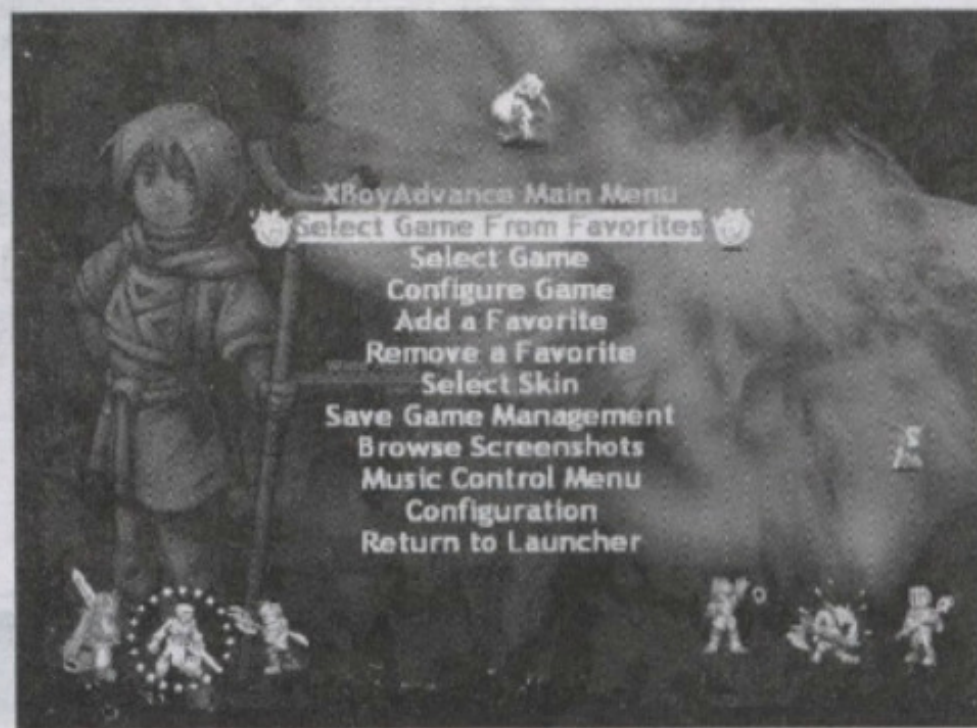 XBoyAdvance Main Menu
Select Game From Favorites
Select Game
Configure Game
Add a Favorite
Remove a Favorite
Select Skin
Save Game Management
Browse Screenshots
Music Control Menu
Configuration
Return to Launcher